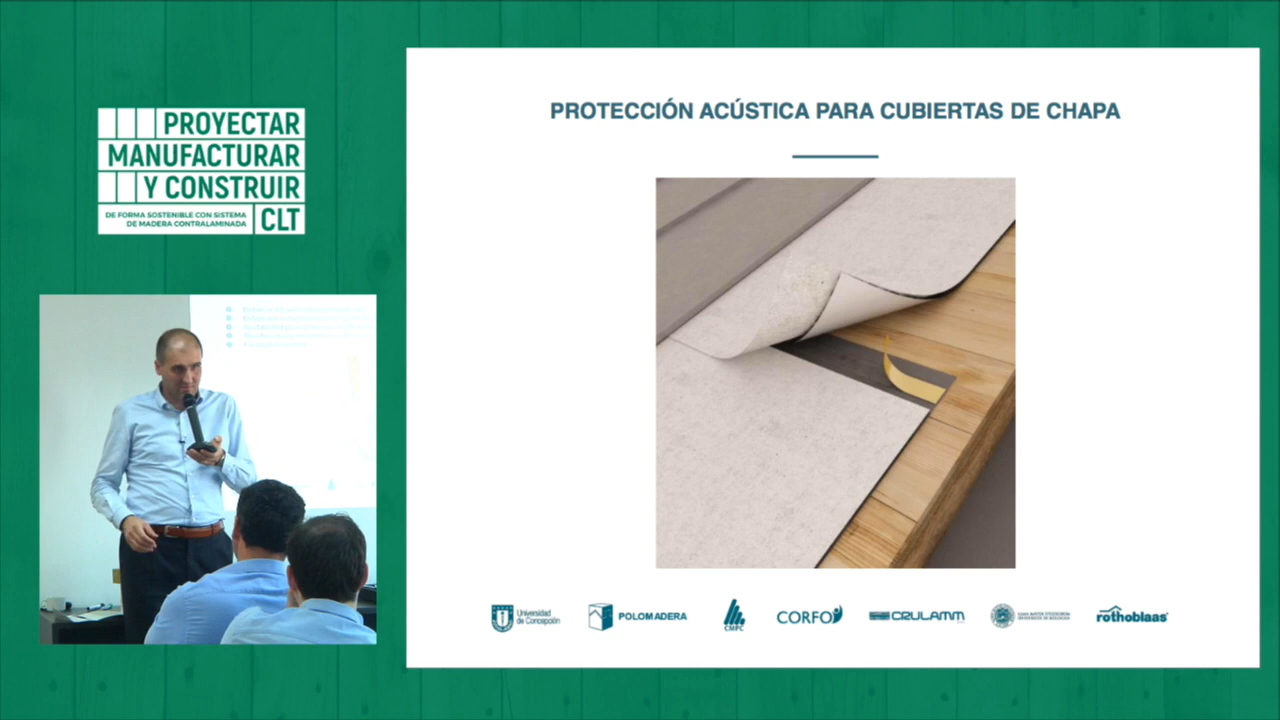 PROYECTAR
MANUFACTURAR
Y CONSTRUIR
DE FORMA SOSTENIBLE CON SISTEMA
DE MADERA CONTRALAMINADA
CLT
PROTECCIÓN ACÚSTICA PARA CUBIERTAS DE CHAPA
Universidad
de Concepción
POLOMADERA
CMPC
CORFO
CRULAMM
rothoblaas